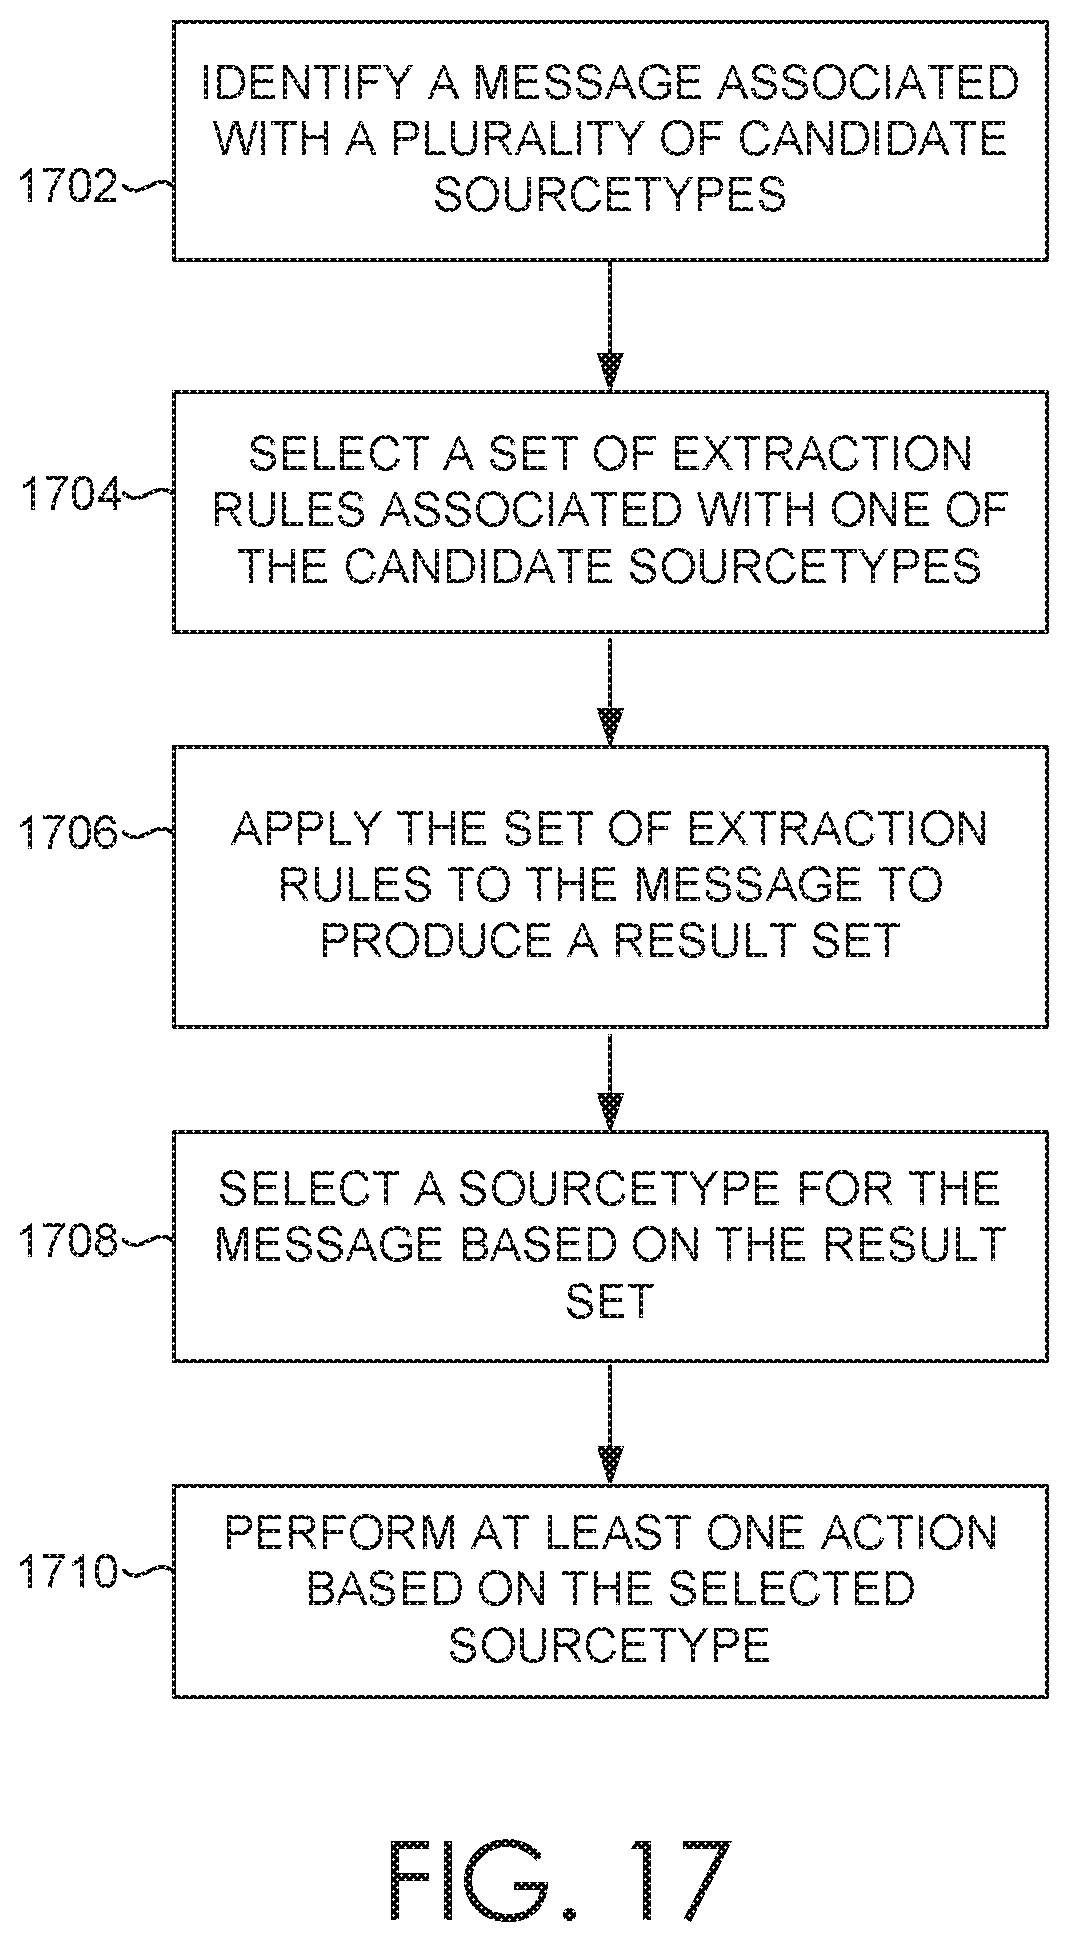 IDENTIFY A MESSAGE ASSOCIATED
WITH A PLURALITY OF CANDIDATE
SOURCETYPES
1702
SELECT A SET OF EXTRACTION
RULES ASSOCIATED WITH ONE OF
THE CANDIDATE SOURCETYPES
1704
APPLY THE SET OF EXTRACTION
RULES TO THE MESSAGE TO
PRODUCE A RESULT SET
1706
SELECT A SOURCETYPE FOR THE
MESSAGE BASED ON THE RESULT
SET
1708
PERFORM AT LEAST ONE ACTION
BASED ON THE SELECTED
SOURCETYPE
1710
FIG. 17